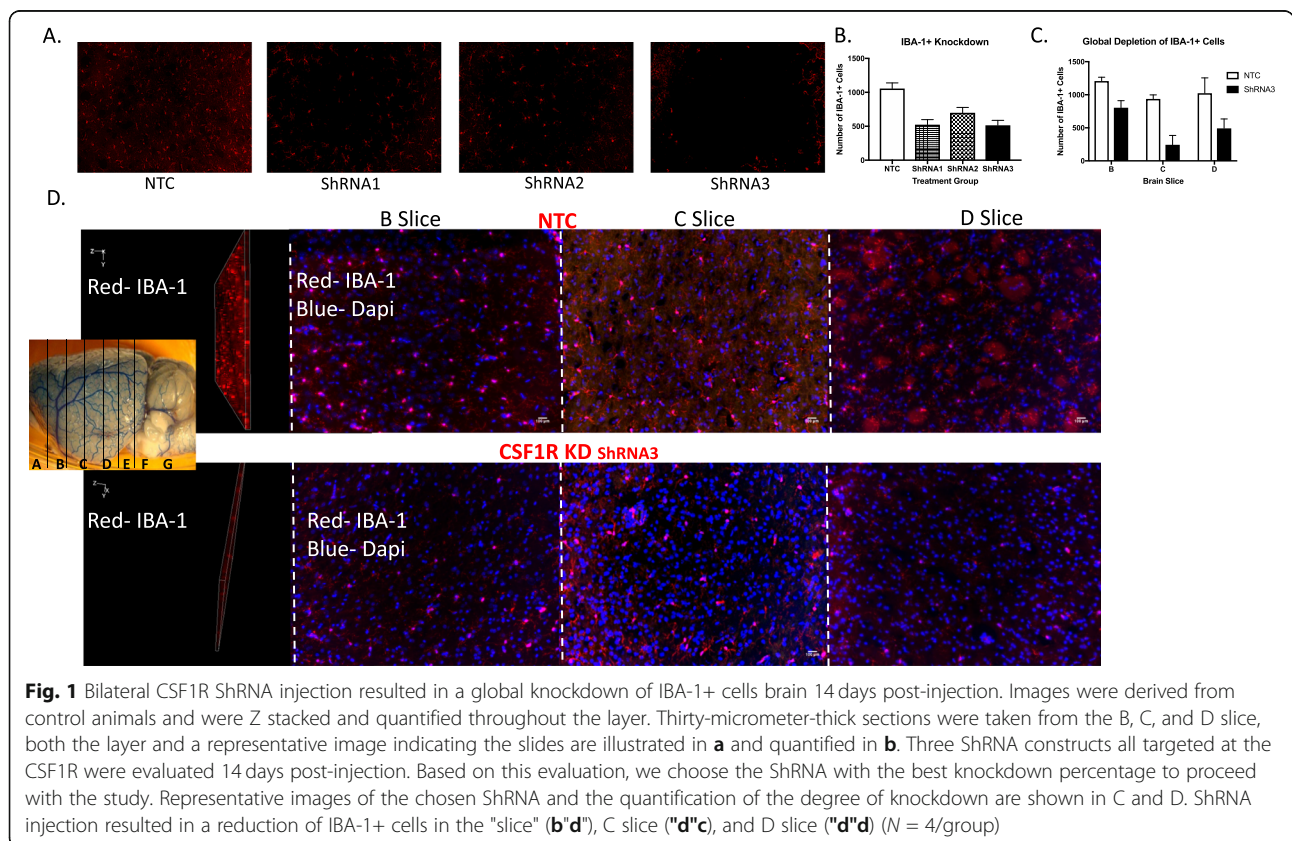 A.
NTC
ShRNA1
ShRNA2
ShRNA3
B.
IBA-1+ Knockdown
Number of IBA-1+ Cells
1500
1000
500
0
NTC
ShRNA1
ShRNA2
ShRNA3
Treatment Group
C.
Global Depletion of IBA-1+ Cells
Number of IBA-1+ Cells
1500
1000
500
0
B
C
D
Brain Slice
NTC
ShRNA3
D.
B Slice
NTC
C Slice
D Slice
Z
Y
Red- IBA-1
Red- IBA-1
Blue- Dapi
100 µm
100 µm
100 µm
A B C D E F G
CSF1R KD ShRNA3
Z
X
Y
Red- IBA-1
Red- IBA-1
Blue- Dapi
100 µm
Fig. 1 Bilateral CSF1R ShRNA injection resulted in a global knockdown of IBA-1+ cells brain 14 days post-injection. Images were derived from
control animals and were Z stacked and quantified throughout the layer. Thirty-micrometer-thick sections were taken from the B, C, and D slice,
both the layer and a representative image indicating the slides are illustrated in a and quantified in b. Three ShRNA constructs all targeted at the
CSF1R were evaluated 14 days post-injection. Based on this evaluation, we choose the ShRNA with the best knockdown percentage to proceed
with the study. Representative images of the chosen ShRNA and the quantification of the degree of knockdown are shown in C and D. ShRNA
injection resulted in a reduction of IBA-1+ cells in the "slice" (b"d"), C slice ("d"c), and D slice ("d"d) (N = 4/group)